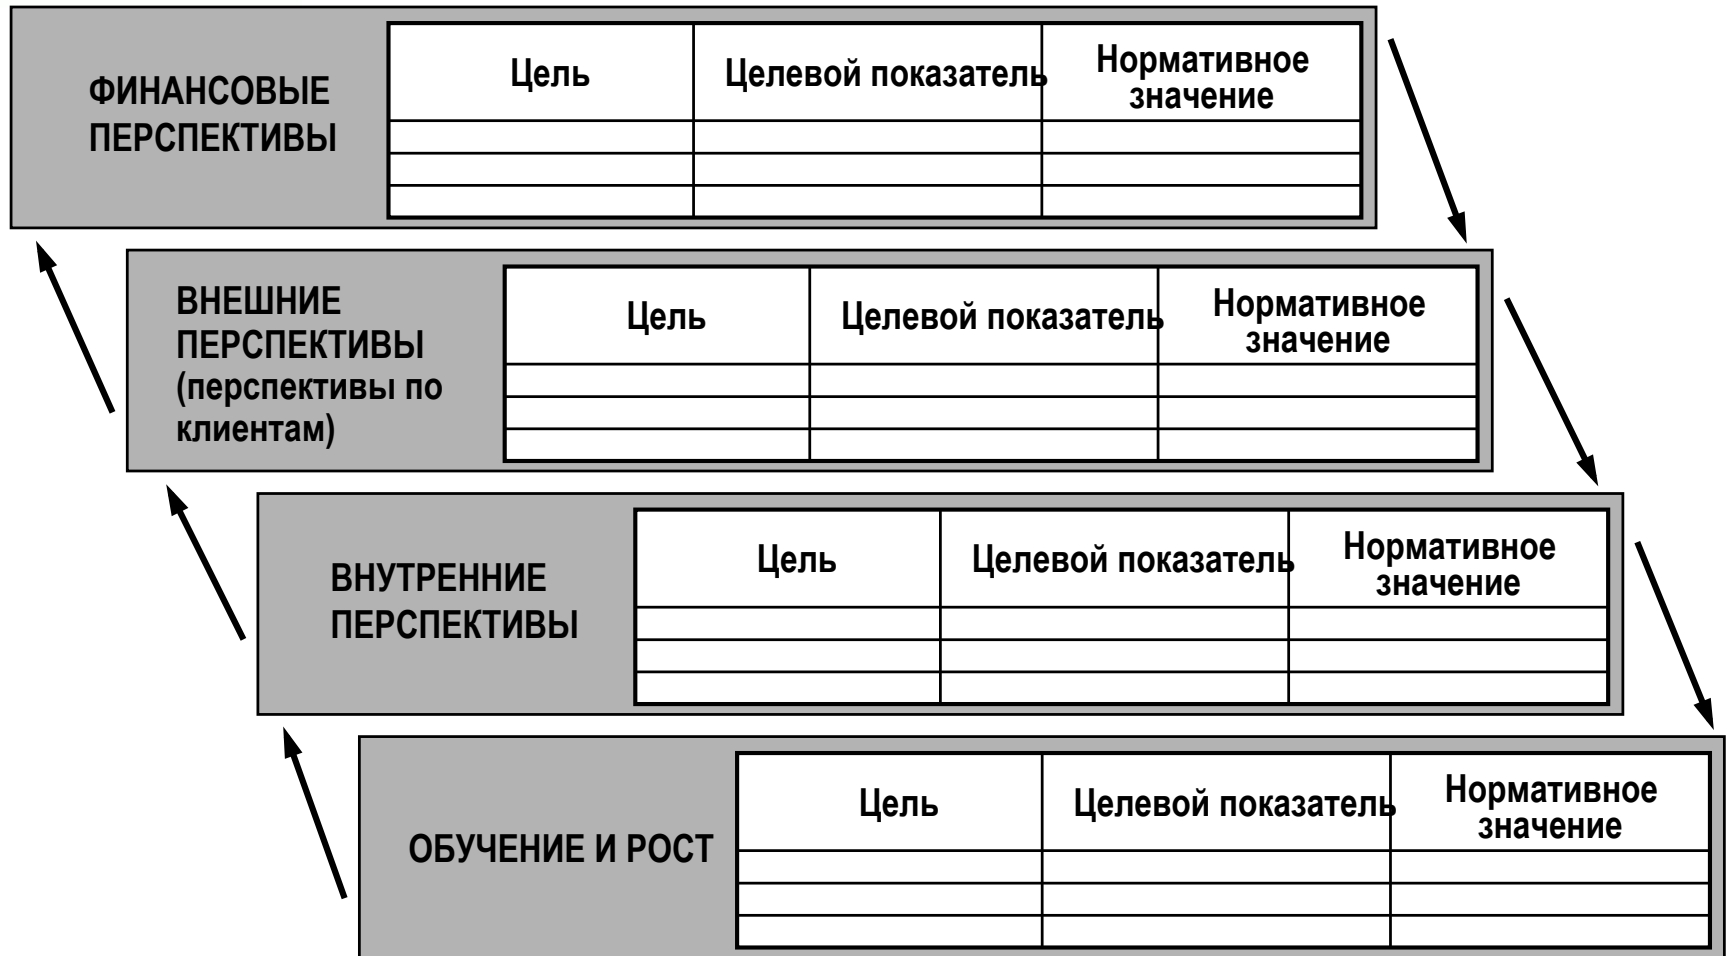 ФИНАНСОВЫЕ
ПЕРСПЕКТИВЫ
Цель
Целевой показатель
Нормативное
значение
ВНЕШНИЕ
ПЕРСПЕКТИВЫ
(перспективы по
клиентам)
Цель
Целевой показатель
Нормативное
значение
ВНУТРЕННИЕ
ПЕРСПЕКТИВЫ
Цель
Целевой показатель
Нормативное
значение
ОБУЧЕНИЕ И РОСТ
Цель
Целевой показатель
Нормативное
значение